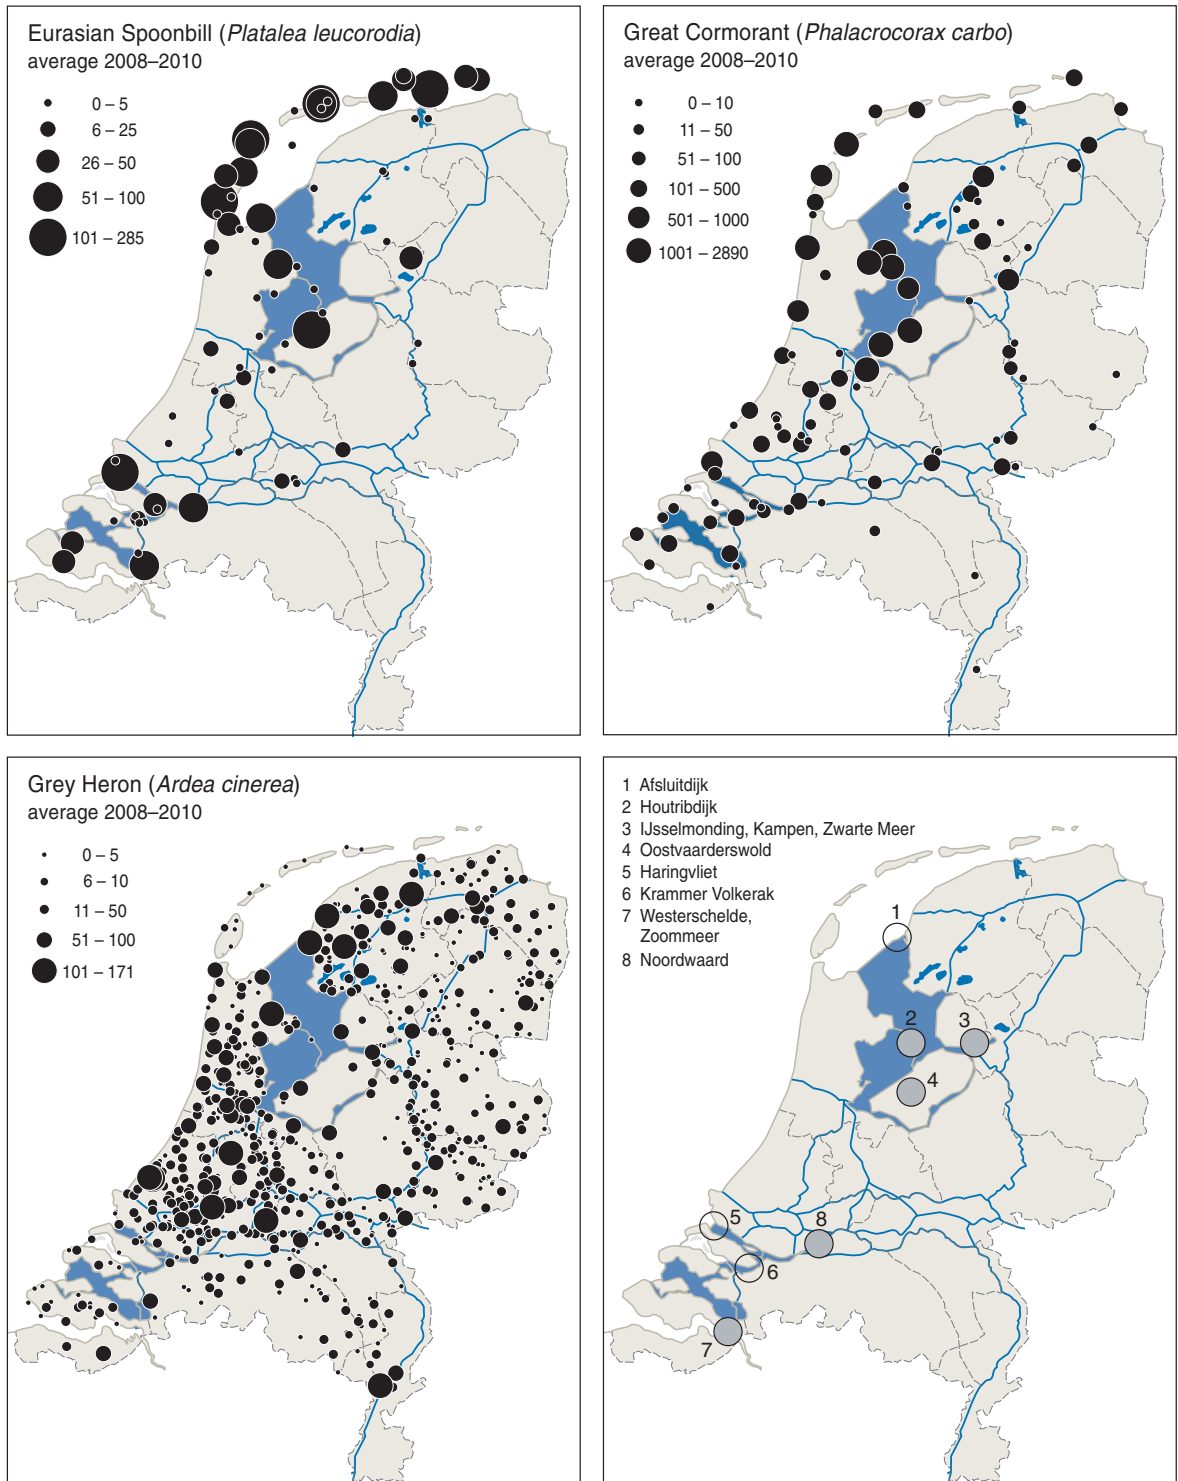 Eurasian Spoonbill (Platalea leucorodia)
average 2008–2010
0 – 5
6 – 25
26 – 50
51 – 100
101 – 285
Great Cormorant (Phalacrocorax carbo)
average 2008–2010
0 – 10
11 – 50
51 – 100
101 – 500
501 – 1000
1001 – 2890
Grey Heron (Ardea cinerea)
average 2008–2010
0 – 5
6 – 10
11 – 50
51 – 100
101 – 171
1 Afsluitdijk
2 Houtribdijk
3 IJsselmonding, Kampen, Zwarte Meer
4 Oostvaarderswold
5 Haringvliet
6 Krammer Volkerak
7 Westerschelde,
Zoommeer
8 Noordwaard
1
2
3
4
5
8
6
7